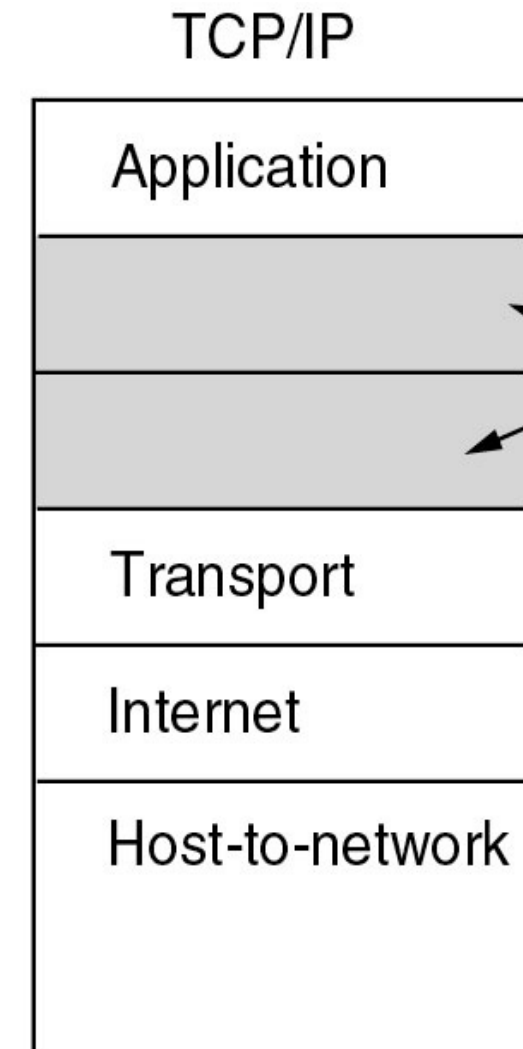 TCP/IP
Application
Transport
Internet
Host-to-network